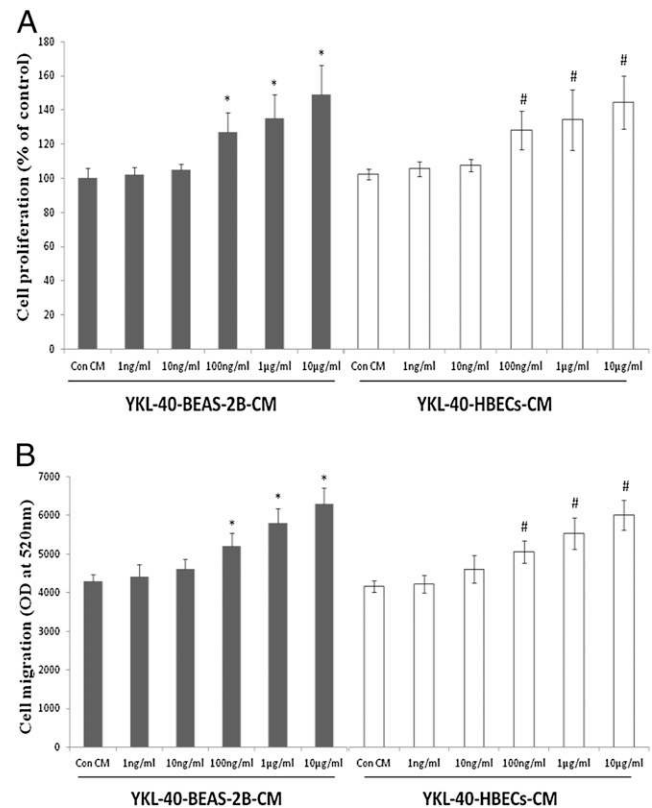 A
Cell proliferation (% of control)
180
160
140
120
100
80
60
40
20
0
* * *
# # #
Con CM 1ng/ml 10ng/ml 100ng/ml 1μg/ml 10μg/ml Con CM 1ng/ml 10ng/ml 100ng/ml 1μg/ml 10μg/ml
YKL-40-BEAS-2B-CM YKL-40-HBECs-CM
B
Cell migration (OD at 520nm)
7000
6000
5000
4000
3000
2000
1000
0
* * *
# # #
Con CM 1ng/ml 10ng/ml 100ng/ml 1μg/ml 10μg/ml Con CM 1ng/ml 10ng/ml 100ng/ml 1μg/ml 10μg/ml
YKL-40-BEAS-2B-CM YKL-40-HBECs-CM